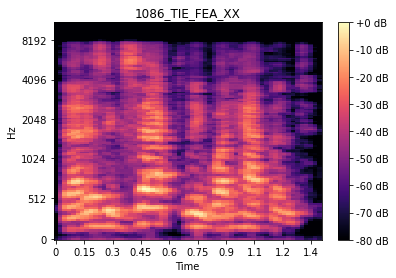 1086_TIE_FEA_XX
+0 dB
8192
-10 dB
4096
-20 dB
-30 dB
2048
-40 dB
Hz
1024
-50 dB
512
-60 dB
-70 dB
0
-80 dB
0 0.15 0.3 0.45 0.6 0.75 0.9 1.1 1.2 1.4
Time